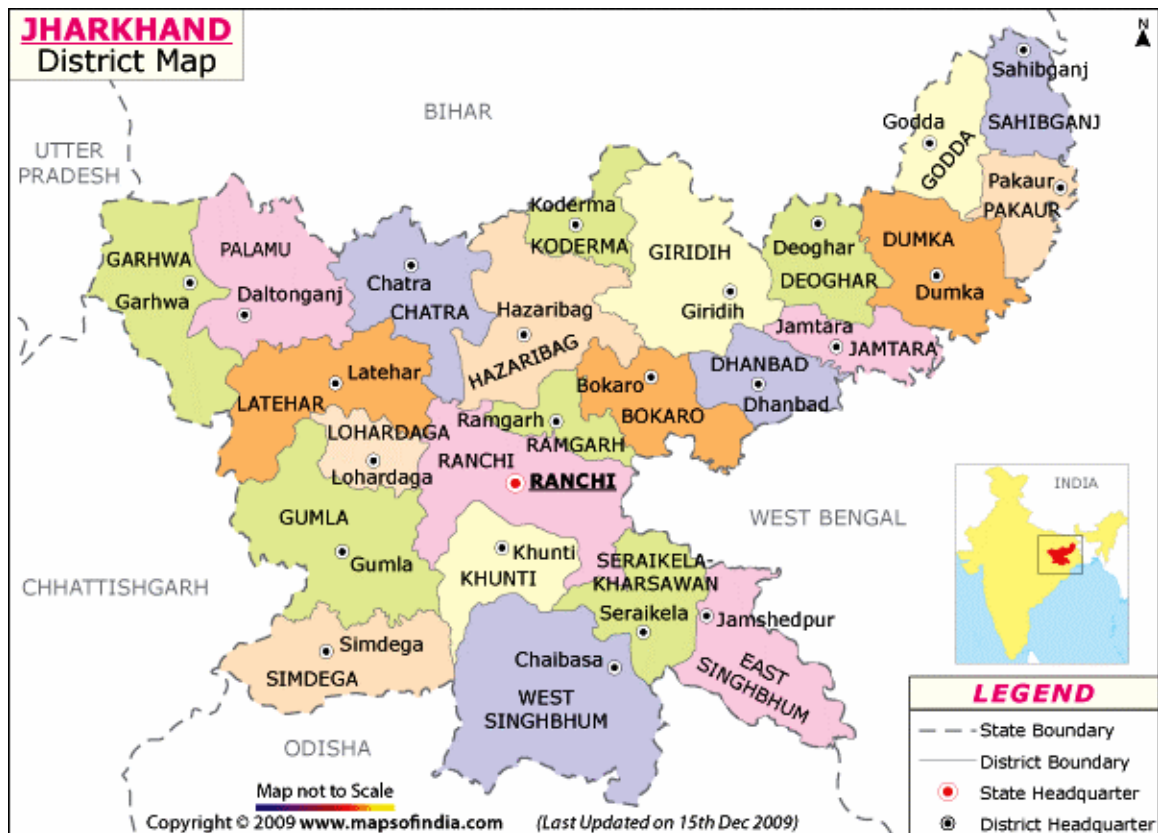 JHARKHAND
District Map
N
BIHAR
UTTER
PRADESH
Sahibganj
SAHIBGANJ
Godda
GODDA
Pakaur
PAKAUR
Koderma
KODERMA
GIRIDIH
Giridih
Deoghar
DEOGHAR
DUMKA
Dumka
GARHWA
Garhwa
PALAMU
Daltonganj
Chatra
CHATRA
Hazaribag
HAZARIBAG
Jamtara
JAMTARA
DHANBAD
Dhanbad
Latehar
LATEHAR
Bokaro
BOKARO
Ramgarh
RAMGARH
LOHARDAGA
Lohardaga
RANCHI
RANCHI
GUMLA
Gumla
Khunti
KHUNTI
SERAIKELA-
KHARSAWAN
Seraikela
WEST BENGAL
CHHATTISHGARH
Jamshedpur
EAST
SINGHBHUM
Simdega
SIMDEGA
Chaibasa
WEST
SINGHBHUM
ODISHA
INDIA
LEGEND
State Boundary
District Boundary
State Headquarter
District Headquarter
Map not to Scale
Copyright © 2009 www.mapsofindia.com (Last Updated on 15th Dec 2009)